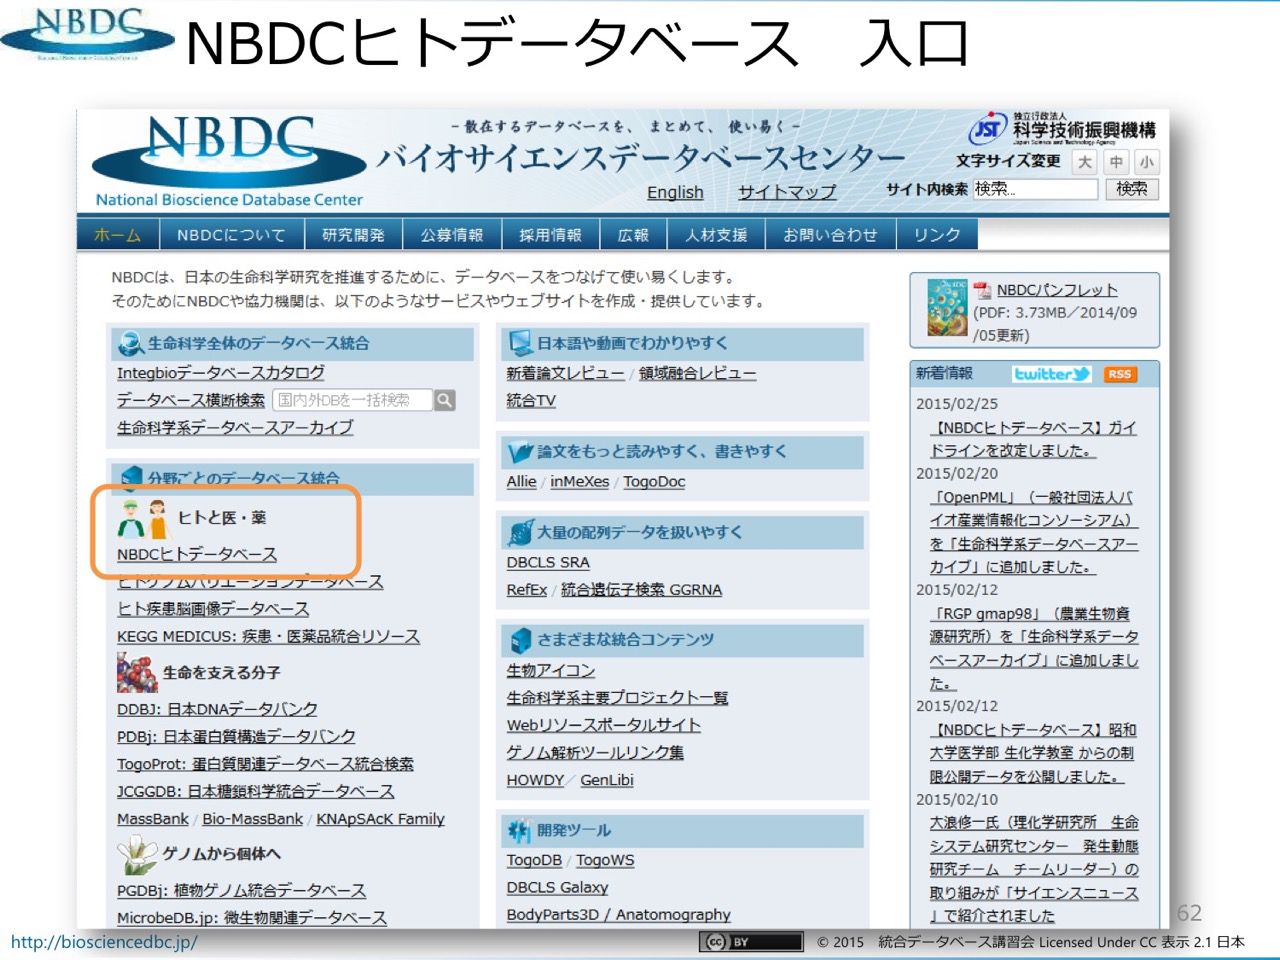 NBDC
NBDCヒトデータベース 入口
NBDC
National Bioscience Database Center
－散在するデータベースを、まとめて、使い易く－
バイオサイエンスデータベースセンター
English サイトマップ
JST 独立行政法人
科学技術振興機構
Japan Science and Technology Agency
文字サイズ変更 大 中 小
サイト内検索 検索... 検索
ホーム NBDCについて 研究開発 公募情報 採用情報 広報 人材支援 お問い合わせ リンク
NBDCは、日本の生命科学研究を推進するために、データベースをつなげて使い易くします。
そのためにNBDCや協力機関は、以下のようなサービスやウェブサイトを作成・提供しています。
生命科学全体のデータベース統合
Integbioデータベースカタログ
データベース横断検索 国内外DBを一括検索
生命科学系データベースアーカイブ
分野ごとのデータベース統合
ヒトと医・薬
NBDCヒトデータベース
ヒトゲノムバリエーションデータベース
ヒト疾患脳画像データベース
KEGG MEDICUS: 疾患・医薬品統合リソース
生命を支える分子
DDBJ: 日本DNAデータバンク
PDBj: 日本蛋白質構造データバンク
TogoProt: 蛋白質関連データベース統合検索
JCGGDB: 日本糖鎖科学統合データベース
MassBank / Bio-MassBank / KNApSAcK Family
ゲノムから個体へ
PGDBj: 植物ゲノム統合データベース
MicrobeDB.jp: 微生物関連データベース
日本語や動画でわかりやすく
新着論文レビュー / 領域融合レビュー
統合TV
論文をもっと読みやすく、書きやすく
Allie / inMeXes / TogoDoc
大量の配列データを扱いやすく
DBCLS SRA
RefEx / 統合遺伝子検索 GGRNA
さまざまな統合コンテンツ
生物アイコン
生命科学系主要プロジェクト一覧
Webリソースポータルサイト
ゲノム解析ツールリンク集
HOWDY／ GenLibi
開発ツール
TogoDB / TogoWS
DBCLS Galaxy
BodyParts3D / Anatomography
NBDCパンフレット
(PDF: 3.73MB／2014/09
/05更新)
新着情報 twitter RSS
2015/02/25
【NBDCヒトデータベース】ガイ
ドラインを改定しました。
2015/02/20
「OpenPML」（一般社団法人バ
イオ産業情報化コンソーシアム）
を「生命科学系データベースアー
カイブ」に追加しました。
2015/02/12
「RGP gmap98」（農業生物資
源研究所）を「生命科学系データ
ベースアーカイブ」に追加しまし
た。
2015/02/12
【NBDCヒトデータベース】昭和
大学医学部 生化学教室 からの制
限公開データを公開しました。
2015/02/10
大浪修一氏（理化学研究所 生命
システム研究センター 発生動態
研究チーム チームリーダー）の
取り組みが「サイエンスニュース
」で紹介されました
62
http://biosciencedbc.jp/
cc BY
© 2015 統合データベース講習会 Licensed Under CC 表示 2.1 日本